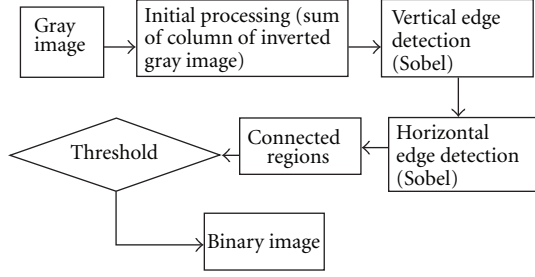 Gray
image
Initial processing (sum
of column of inverted
gray image)
Vertical edge
detection
(Sobel)
Horizontal
edge detection
(Sobel)
Connected
regions
Threshold
Binary image